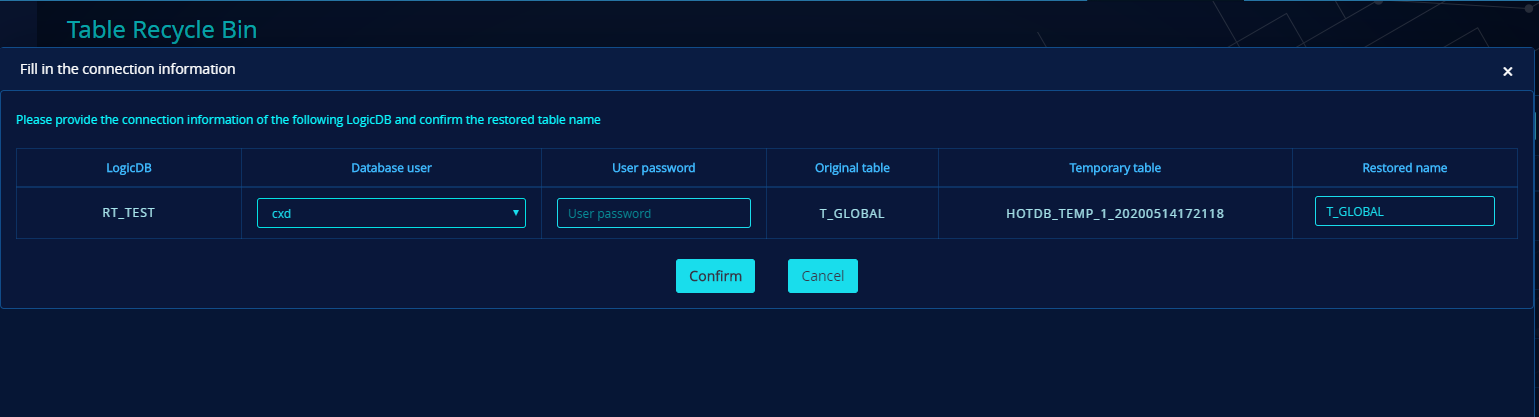 Table Recycle Bin
Fill in the connection information
×
Please provide the connection information of the following LogicDB and confirm the restored table name
LogicDB Database user User password Original table Temporary table Restored name
RT_TEST cxd User password T_GLOBAL HOTDB_TEMP_1_20200514172118 T_GLOBAL
Confirm Cancel